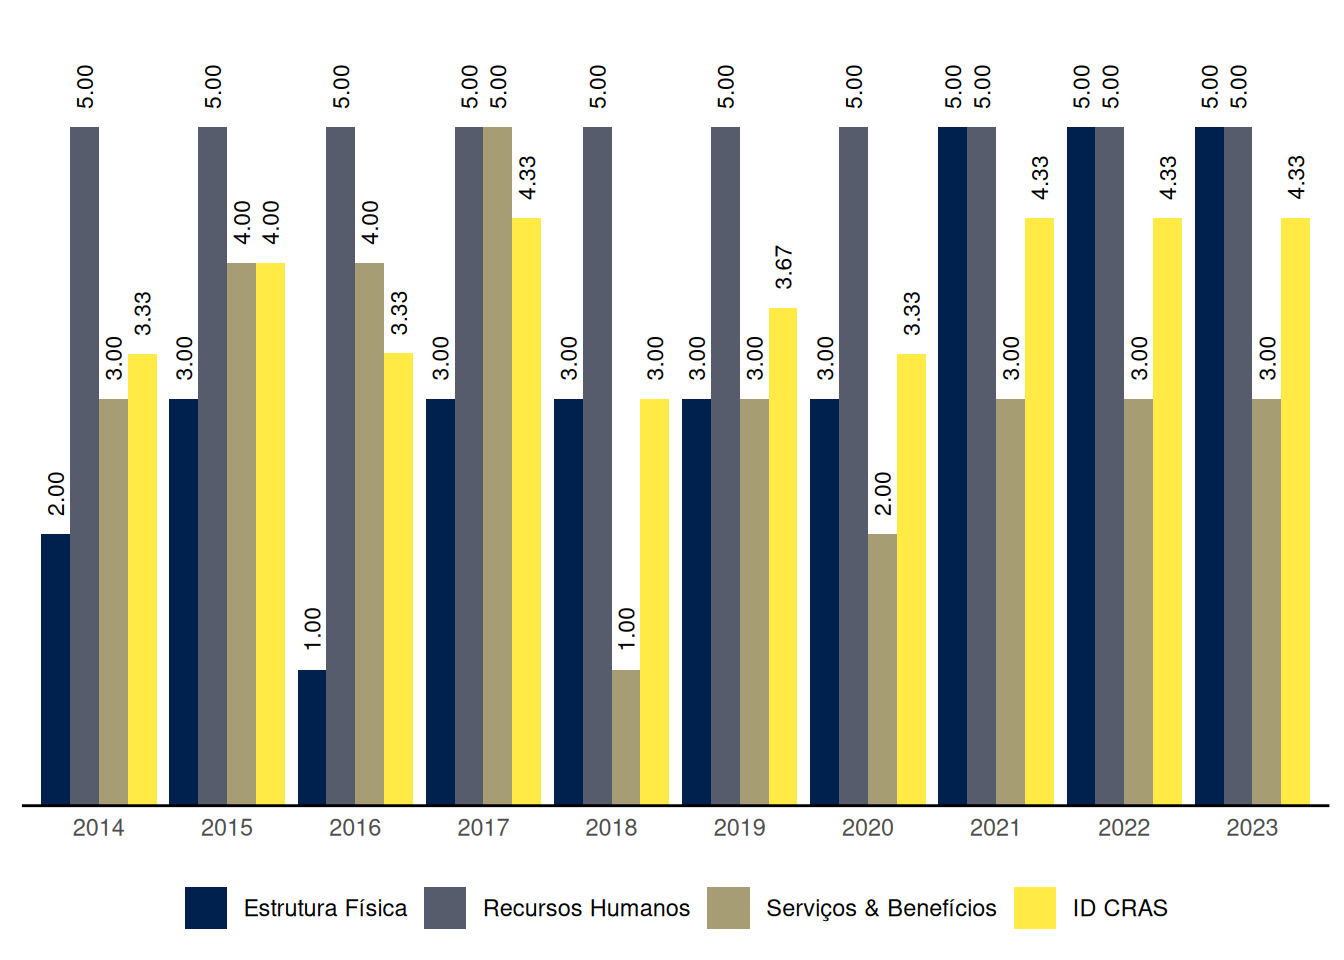 5.00 5.00 5.00 5.00 5.00 5.00 5.00 5.00 5.00 5.00 5.00 5.00 5.00 5.00
4.33 4.33 4.33 4.33
4.00 4.00 4.00
3.67
3.33 3.33 3.33
3.00 3.00 3.00 3.00 3.00 3.00 3.00 3.00 3.00 3.00 3.00
2.00 2.00
1.00 1.00
2014 2015 2016 2017 2018 2019 2020 2021 2022 2023
Estrutura Física Recursos Humanos Serviços & Benefícios ID CRAS